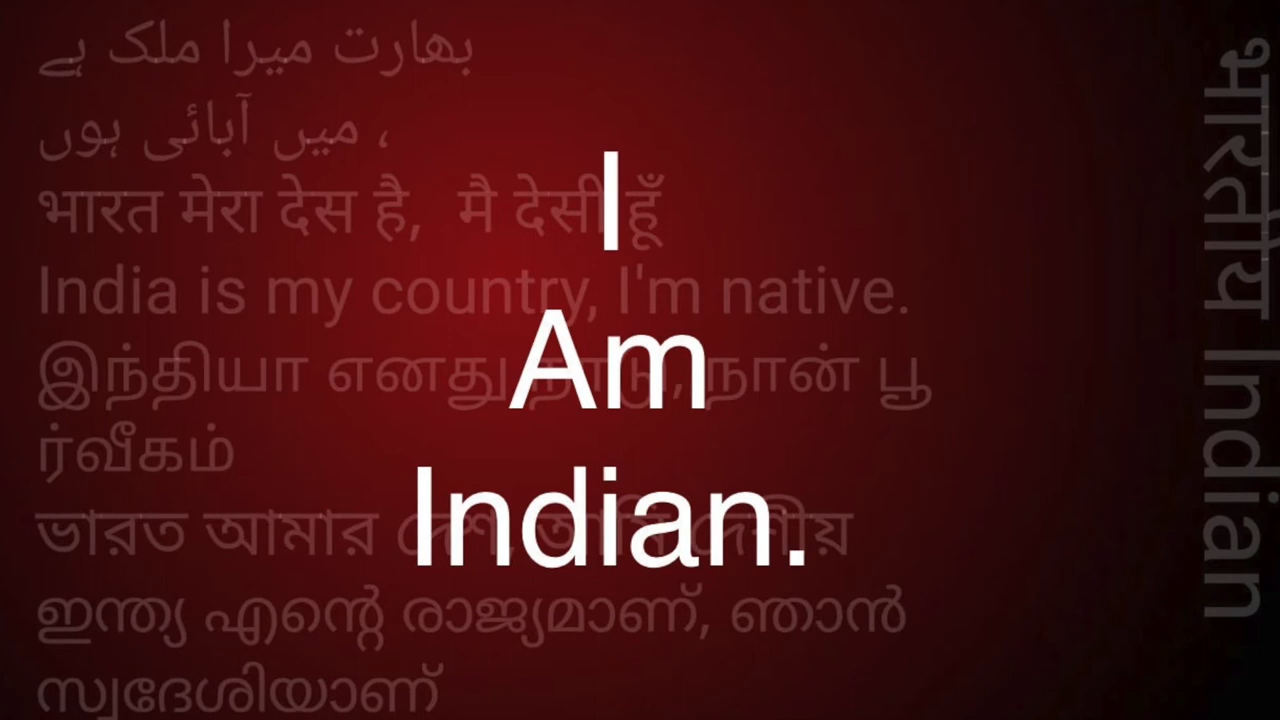 بھارت میرا ملک ہے
، میں آبائی ہوں
भारत मेरा देस है, मै देसी हूँ
India is my country, I'm native.
இந்தியா எனது நாடு, நான் பூ
ர்வீகம்
ভারত আমার দেশ, আমি দেশীয়
ഇന്ത്യ എന്റെ രാജ്യമാണ്, ഞാൻ
സ്വദേശിയാണ്
I
Am
Indian.
भारतीय Indian